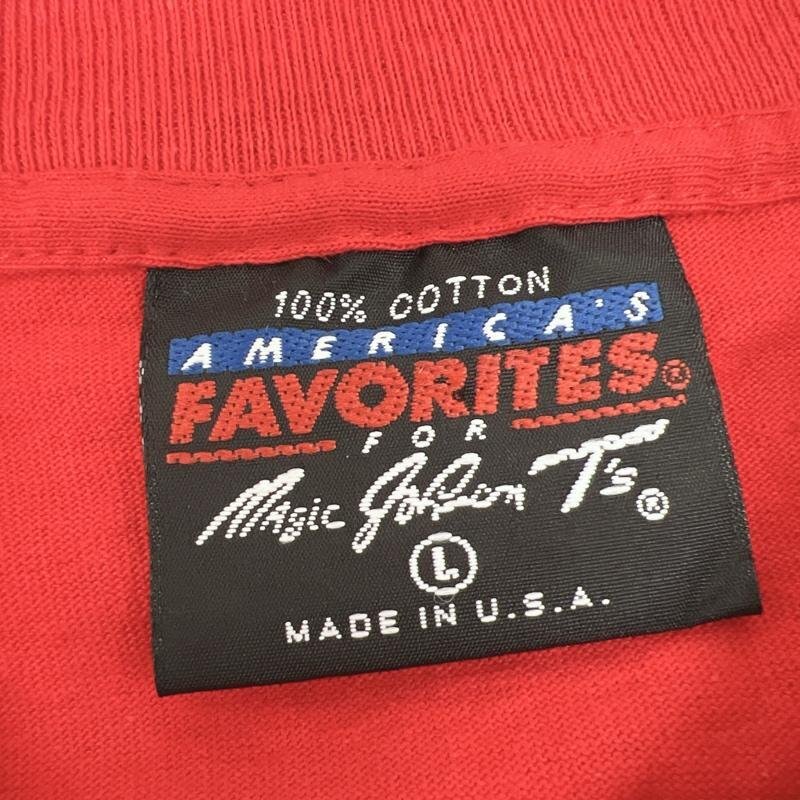 100% COTTON
AMERICA'S
FAVORITES®
FOR
Magic Johnson T's®
L
MADE IN U.S.A.